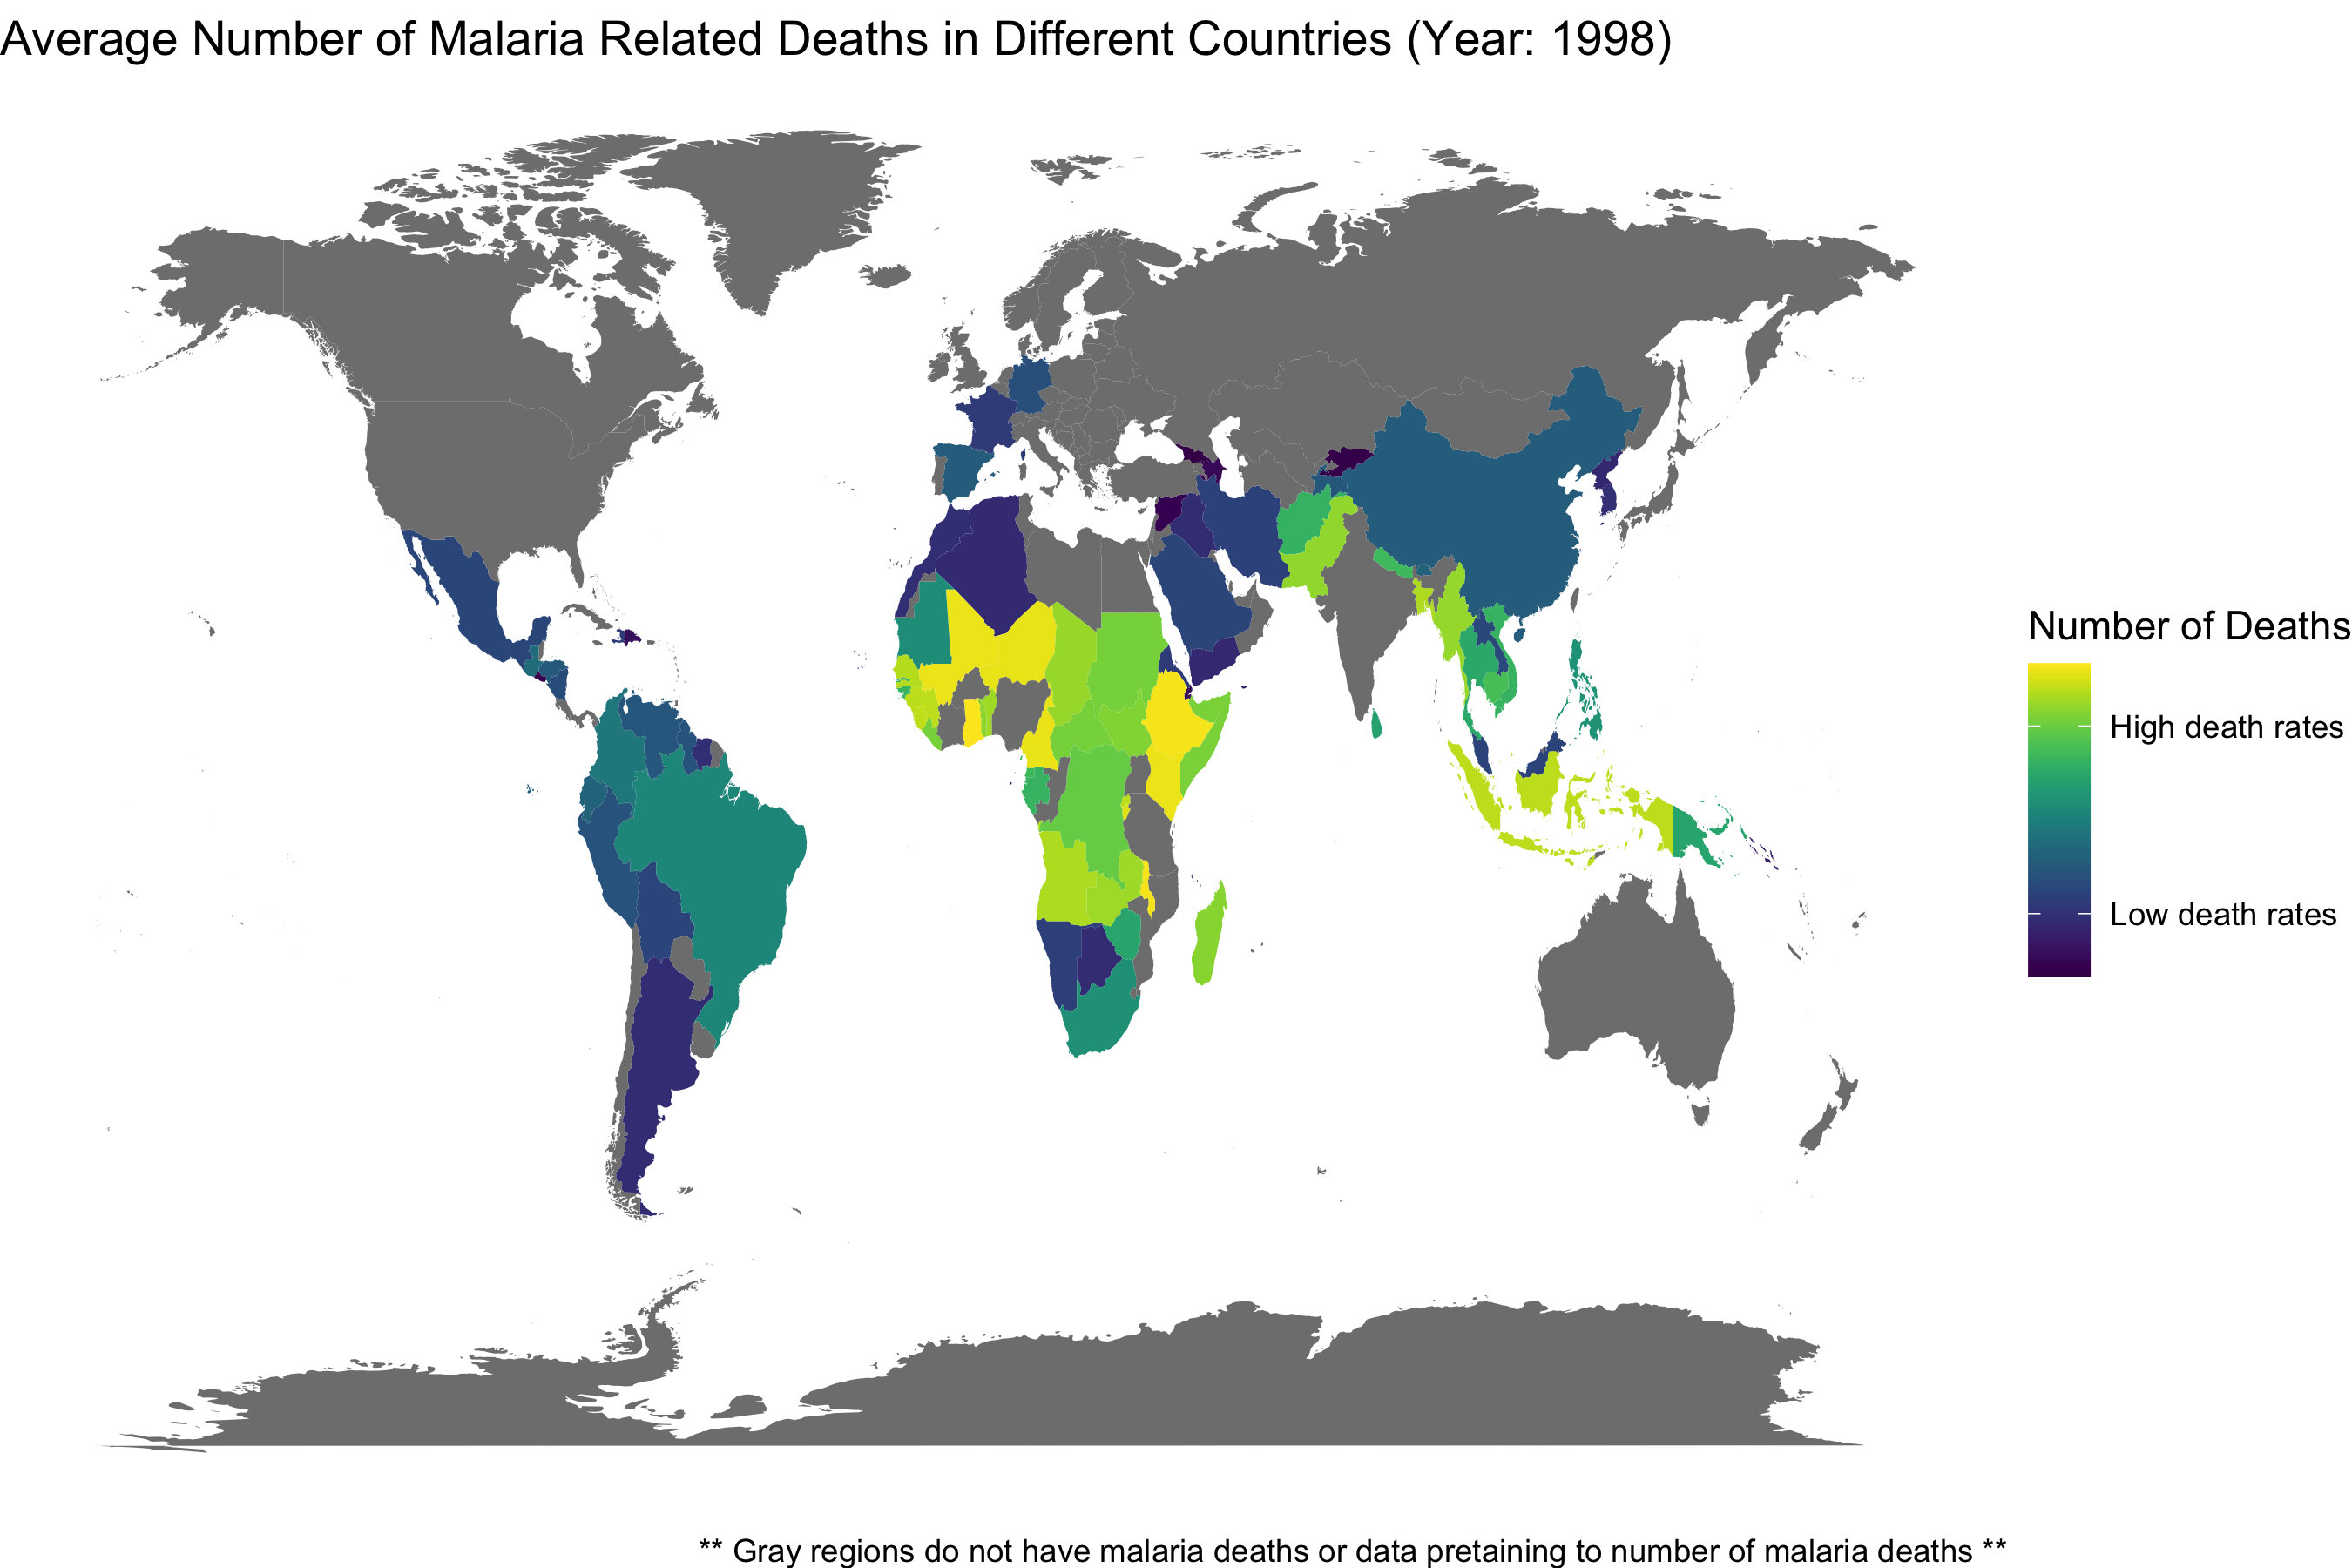 Average Number of Malaria Related Deaths in Different Countries (Year: 1998)
Number of Deaths
High death rates
Low death rates
** Gray regions do not have malaria deaths or data pretaining to number of malaria deaths **